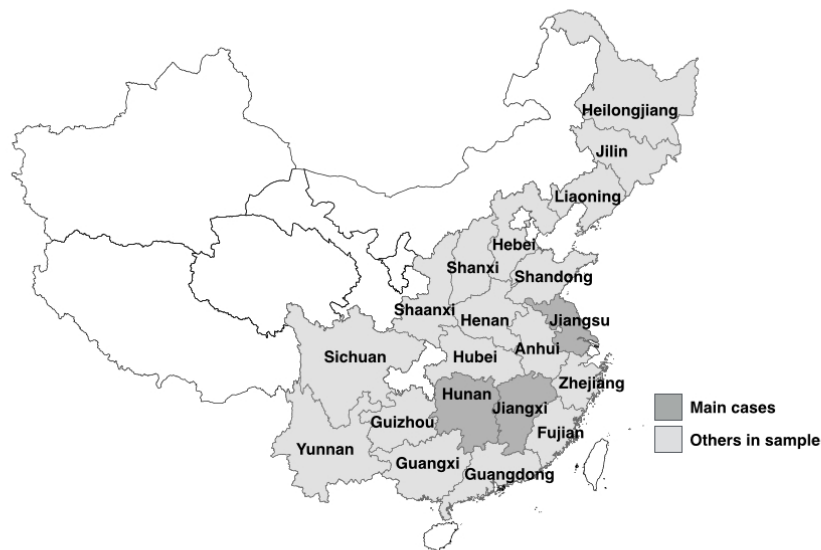 Heilongjiang
Jilin
Liaoning
Hebei
Shanxi
Shandong
Shaanxi
Henan
Jiangsu
Sichuan
Hubei
Anhui
Zhejiang
Hunan
Jiangxi
Guizhou
Fujian
Yunnan
Guangxi
Guangdong
Main cases
Others in sample